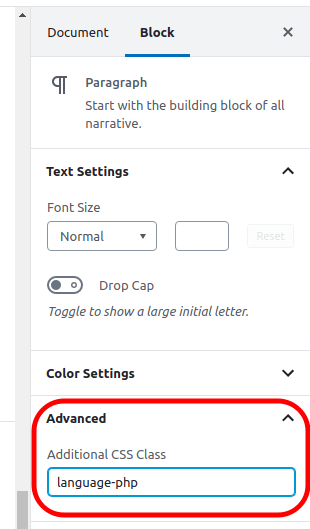 Document Block
Paragraph
Start with the building block of all
narrative.
Text Settings
Font Size
Normal Reset
Drop Cap
Toggle to show a large initial letter.
Color Settings
Advanced
Additional CSS Class
language-php